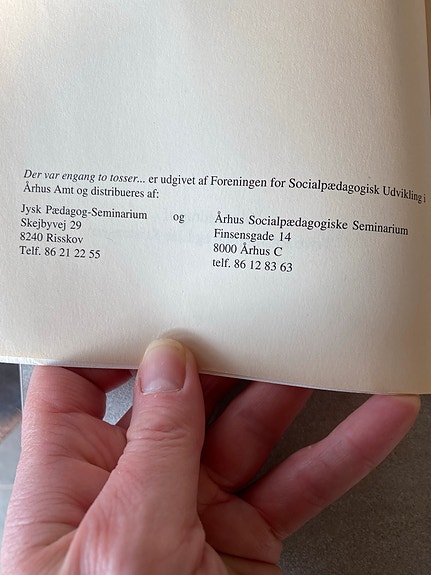 Der var engang to tosser... er udgivet af Foreningen for Socialpædagogisk Udvikling i
Århus Amt og distribueres af:
Jysk Pædagog-Seminarium og Århus Socialpædagogiske Seminarium
Skejbyvej 29 Finsensgade 14
8240 Risskov 8000 Århus C
Telf. 86 21 22 55 telf. 86 12 83 63